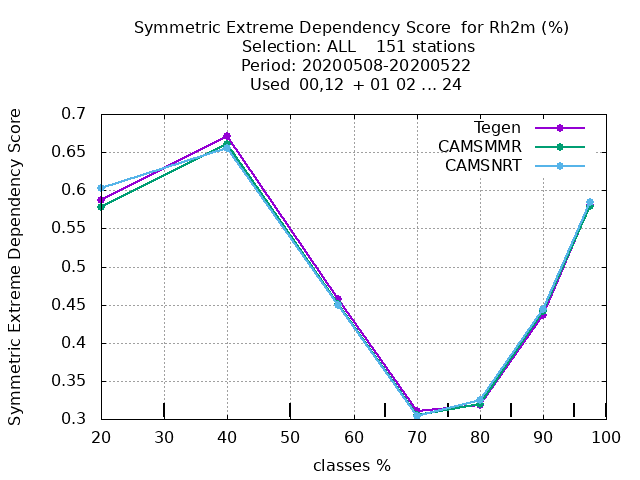 Symmetric Extreme Dependency Score  for Rh2m (%)
Selection: ALL    151 stations
Period: 20200508-20200522
Used  00,12  + 01 02 ... 24
Symmetric Extreme Dependency Score
0.7
0.65
0.6
0.55
0.5
0.45
0.4
0.35
0.3
Tegen
CAMSMMR
CAMSNRT
20 30 40 50 60 70 80 90 100
classes %